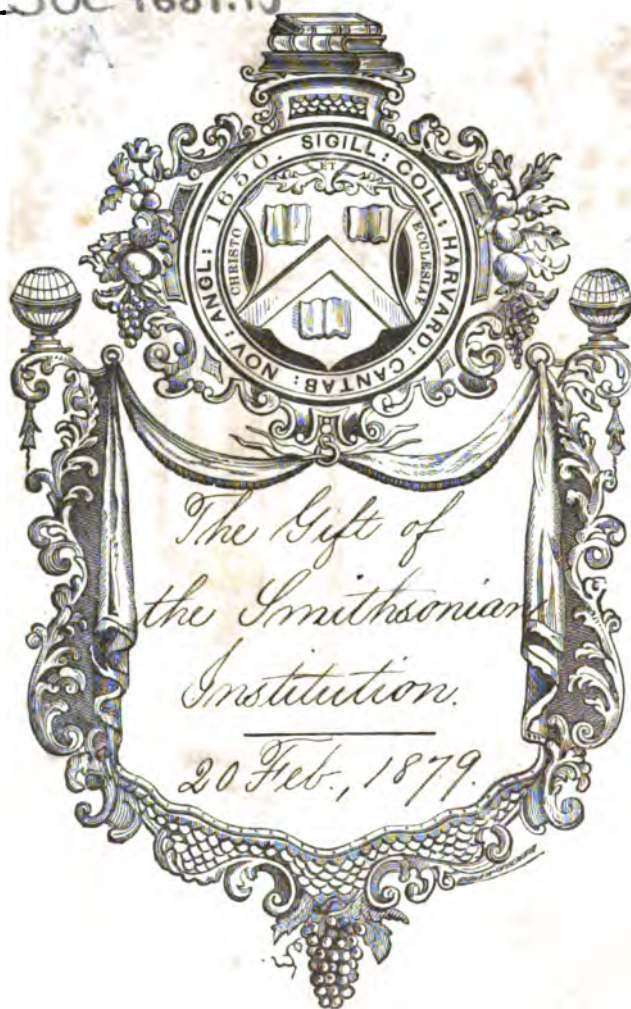 SIGILL: COLL: HARVARD: CANTAB: NOV: ANGL: 1650.
CHRISTO
ET
ECCLESIAE
The Gift of
the Smithsonian
Institution.
20 Feb., 1879.